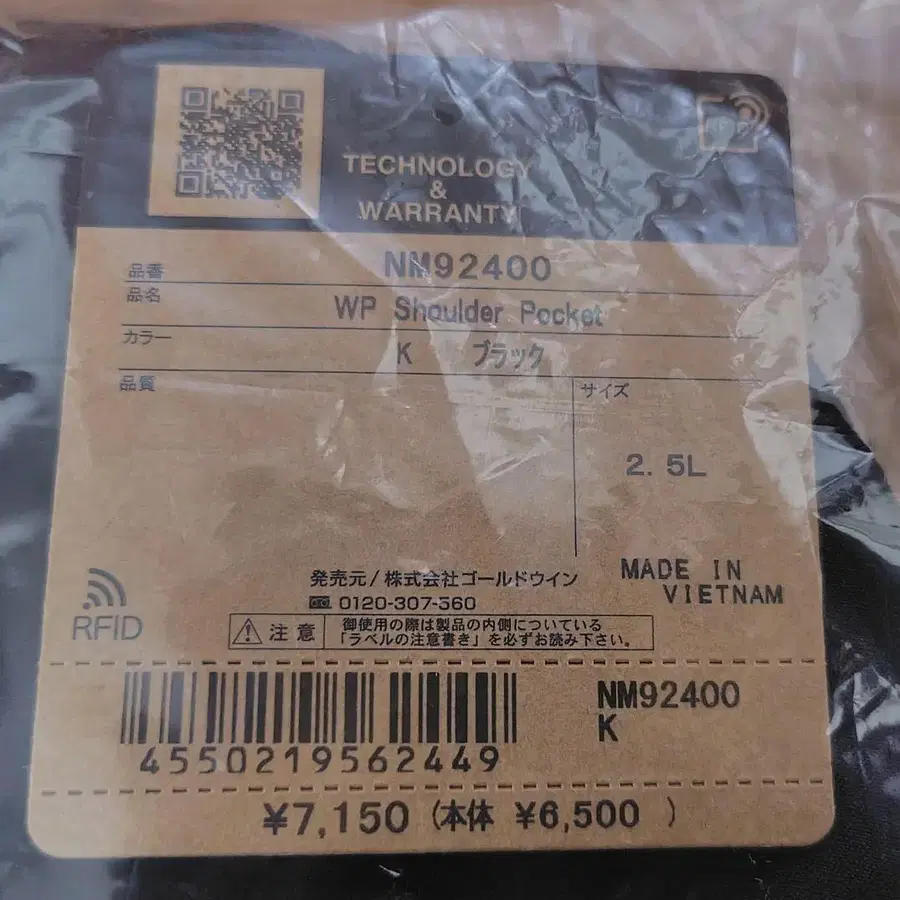 TECHNOLOGY
&
WARRANTY
品番 NM92400
品名 WP Shoulder Pocket
カラー K ブラック
品質 サイズ
2.5L
発売元/株式会社ゴールドウイン
0120-307-560
MADE IN
VIETNAM
RFID
注意 御使用の際は製品の内側についている
「ラベルの注意書き」を必ずお読み下さい。
4550219562449
NM92400
K
¥7,150 (本体 ¥6,500 )